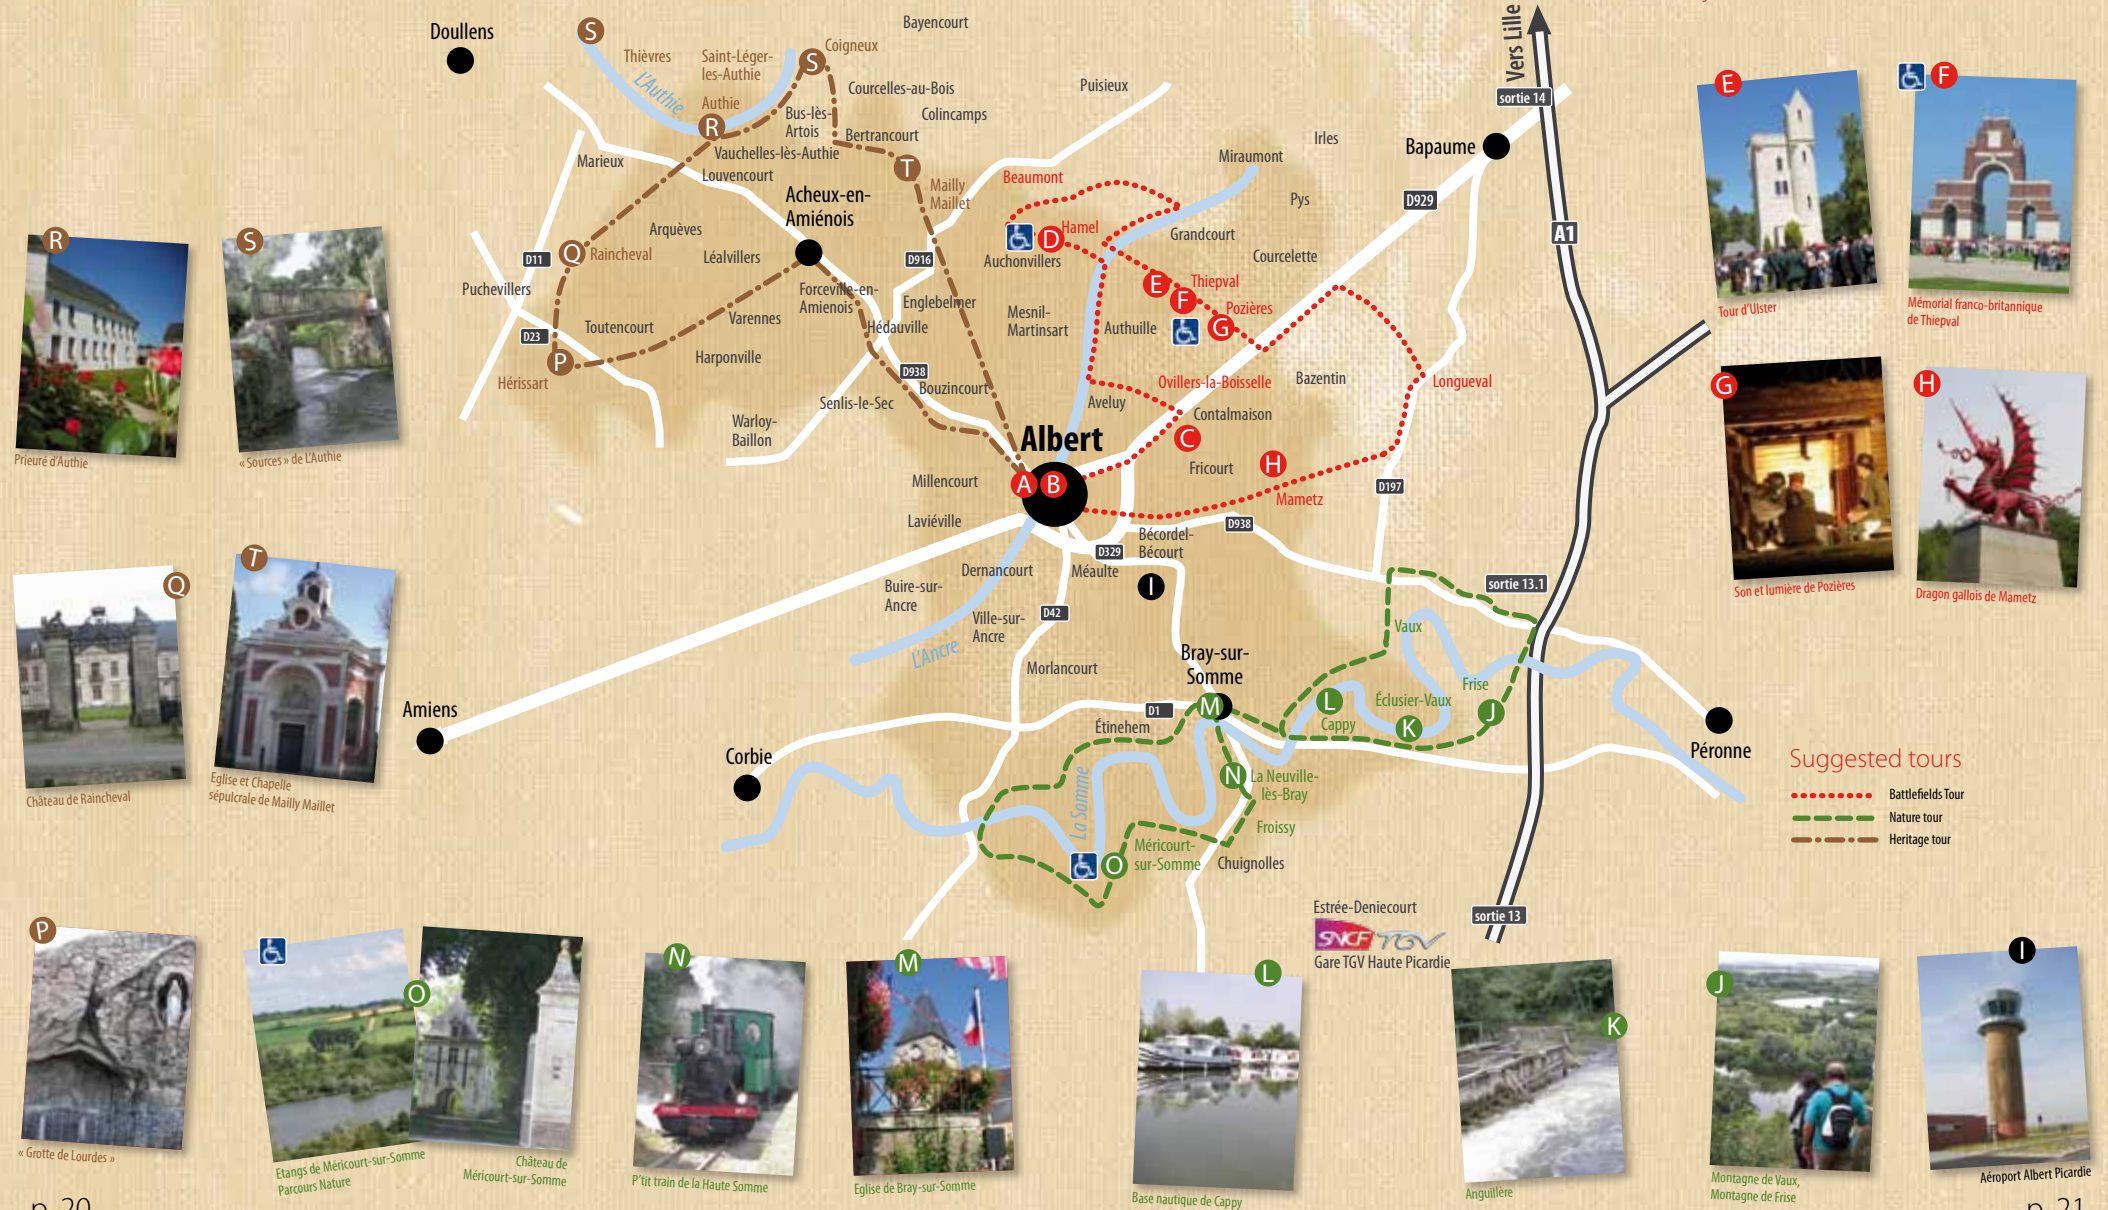 Doullens
S
Thièvres
L'Authie
Saint-Léger-
les-Authie
S
Coigneux
Bayencourt
Authie
R
Courcelles-au-Bois
Colincamps
Bus-lès-
Artois
Bertrancourt
Puisieux
Vers Lille
sortie 14
Marieux
Vauchelles-lès-Authie
Louvencourt
T
Mailly
Maillet
Acheux-en-
Amiénois
Beaumont
Miraumont
Irles
Bapaume
Pys
D929
A1
Arquèves
Q
Raincheval
D11
Léalvillers
D916
D
Hamel
Auchonvillers
Grandcourt
Courcelette
Puchevillers
Forceville-en-
Amienois
Englebelmer
E
Thiepval
F
Pozières
G
Toutencourt
Varennes
Hédauville
Mesnil-
Martinsart
Authuille
D23
P
Hérissart
Harponville
D938
Bouzincourt
Ovillers-la-Boisselle
Bazentin
Longueval
Senlis-le-Sec
Aveluy
Contalmaison
Warloy-
Baillon
Albert
C
Fricourt
H
Mametz
D197
Millencourt
A
B
Laviéville
D938
Bécordel-
Bécourt
D329
Méaulte
I
Dernancourt
Buire-sur-
Ancre
Ville-sur-
Ancre
L'Ancre
D42
Morlancourt
sortie 13.1
Vaux
Bray-sur-
Somme
M
D1
Étinehem
L
Cappy
Éclusier-Vaux
K
Frise
J
Amiens
Corbie
Péronne
La Somme
N
La Neuville-
lès-Bray
Froissy
O
Méricourt-
sur-Somme
Chuignolles
Estrée-Deniecourt
SNCF TGV
Gare TGV Haute Picardie
sortie 13
Suggested tours
Battlefields Tour
Nature tour
Heritage tour
E
Tour d'Ulster
F
Mémorial franco-britannique
de Thiepval
G
Son et lumière de Pozières
H
Dragon gallois de Mametz
R
Prieuré d'Authie
S
« Sources » de L'Authie
Q
Château de Raincheval
T
Eglise et Chapelle
sépulcrale de Mailly Maillet
P
« Grotte de Lourdes »
O
Etangs de Méricourt-sur-Somme
Parcours Nature
Château de
Méricourt-sur-Somme
N
P'tit train de la Haute Somme
M
Eglise de Bray-sur-Somme
L
Base nautique de Cappy
K
Anguillère
J
Montagne de Vaux,
Montagne de Frise
I
Aéroport Albert Picardie
p. 20
p. 21